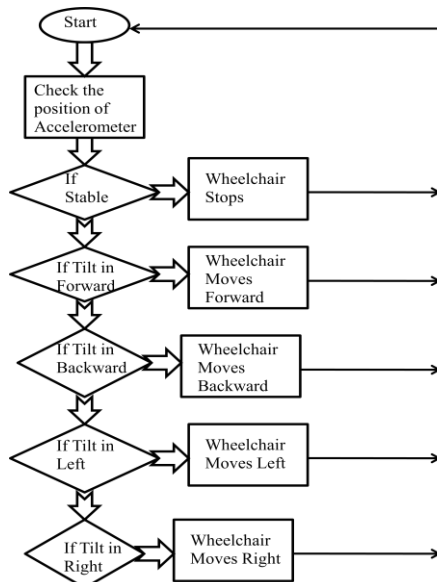 Start
Check the
position of
Accelerometer
If
Stable
Wheelchair
Stops
If Tilt in
Forward
Wheelchair
Moves
Forward
If Tilt in
Backward
Wheelchair
Moves
Backward
If Tilt in
Left
Wheelchair
Moves Left
If Tilt in
Right
Wheelchair
Moves Right